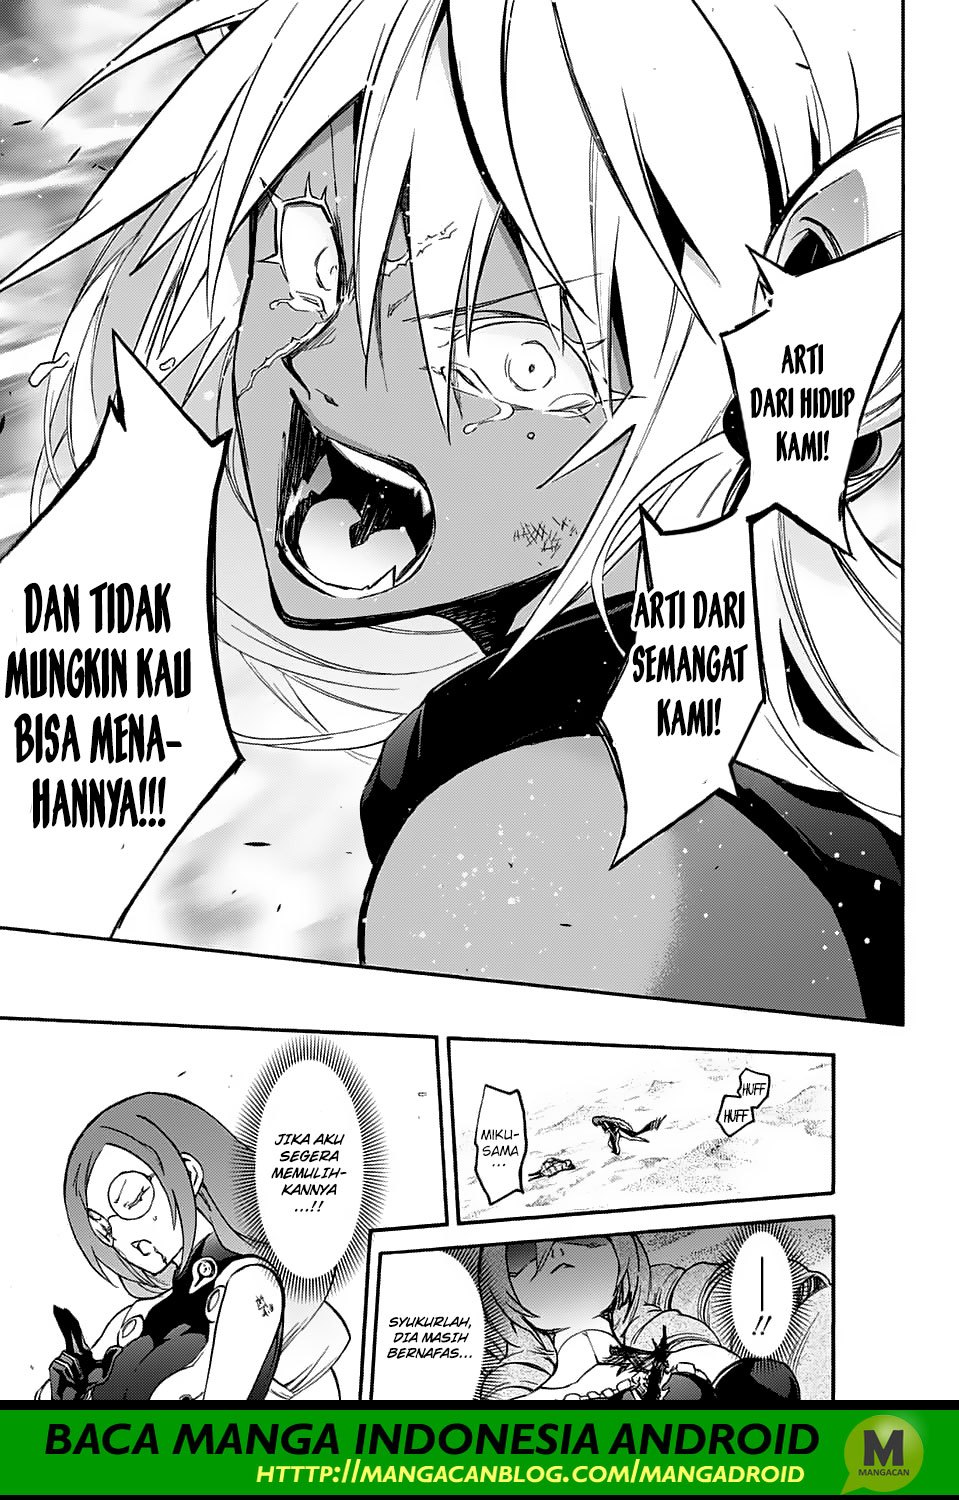 ARTI
DARI HIDUP
KAMI!
ARTI DARI
SEMANGAT
KAMI!
DAN TIDAK
MUNGKIN KAU
BISA MENA-
HANNYA!!!
HUFF
HUFF
MIKU-
SAMA
...
JIKA AKU
SEGERA
MEMULIH-
KANNYA
...!!
—!!
SYUKURLAH,
DIA MASIH
BERNAFAS...
BACA MANGA INDONESIA ANDROID
HTTTP://MANGACANBLOG.COM/MANGADROID
M
MANGACAN